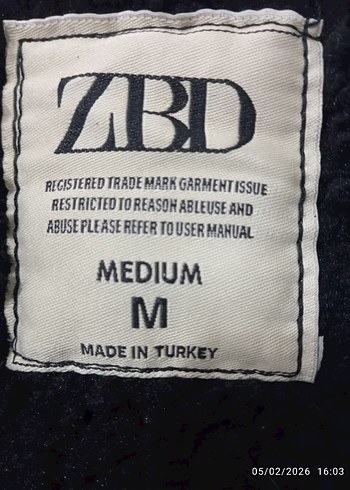 ZBD
REGISTERED TRADE MARK GARMENT ISSUE
RESTRICTED TO REASON ABLEUSE AND
ABUSE PLEASE REFER TO USER MANUAL
MEDIUM
M
MADE IN TURKEY
05/02/2026 16:03